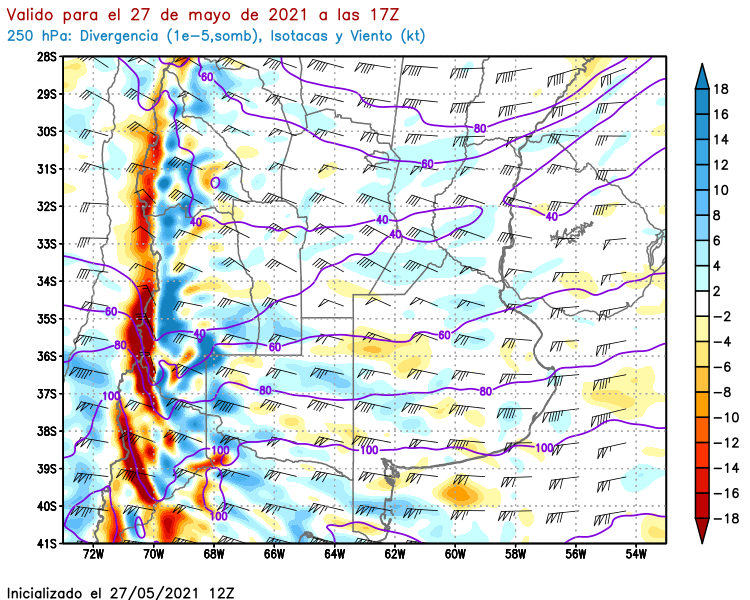 Valido para el 27 de mayo de 2021 a las 17Z
250 hPa: Divergencia (1e−5,somb), Isotacas y Viento (kt)
28S
29S
30S
31S
32S
33S
34S
35S
36S
37S
38S
39S
40S
41S
72W 70W 68W 66W 64W 62W 60W 58W 56W 54W
60
80
60
40
40
40
40
60
60
60
40
80
80
80
100
100
100
100
100
18
16
14
12
10
8
6
4
2
−2
−4
−6
−8
−10
−12
−14
−16
−18
Inicializado el 27/05/2021 12Z